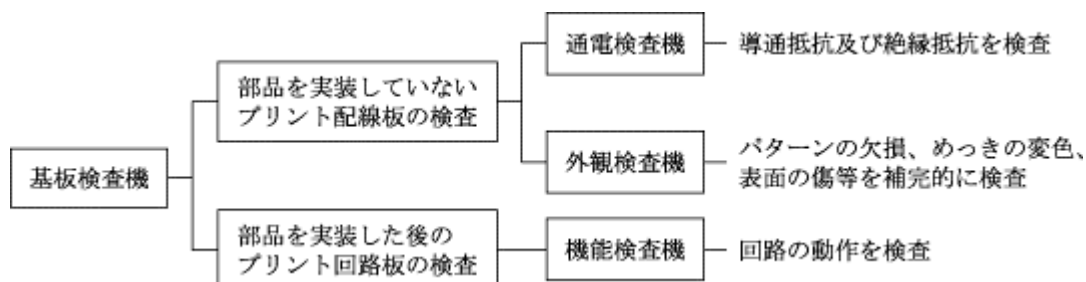 基板検査機
部品を実装していない
プリント配線板の検査
通電検査機
導通抵抗及び絶縁抵抗を検査
外観検査機
パターンの欠損、めっきの変色、
表面の傷等を補完的に検査
部品を実装した後の
プリント回路板の検査
機能検査機
回路の動作を検査